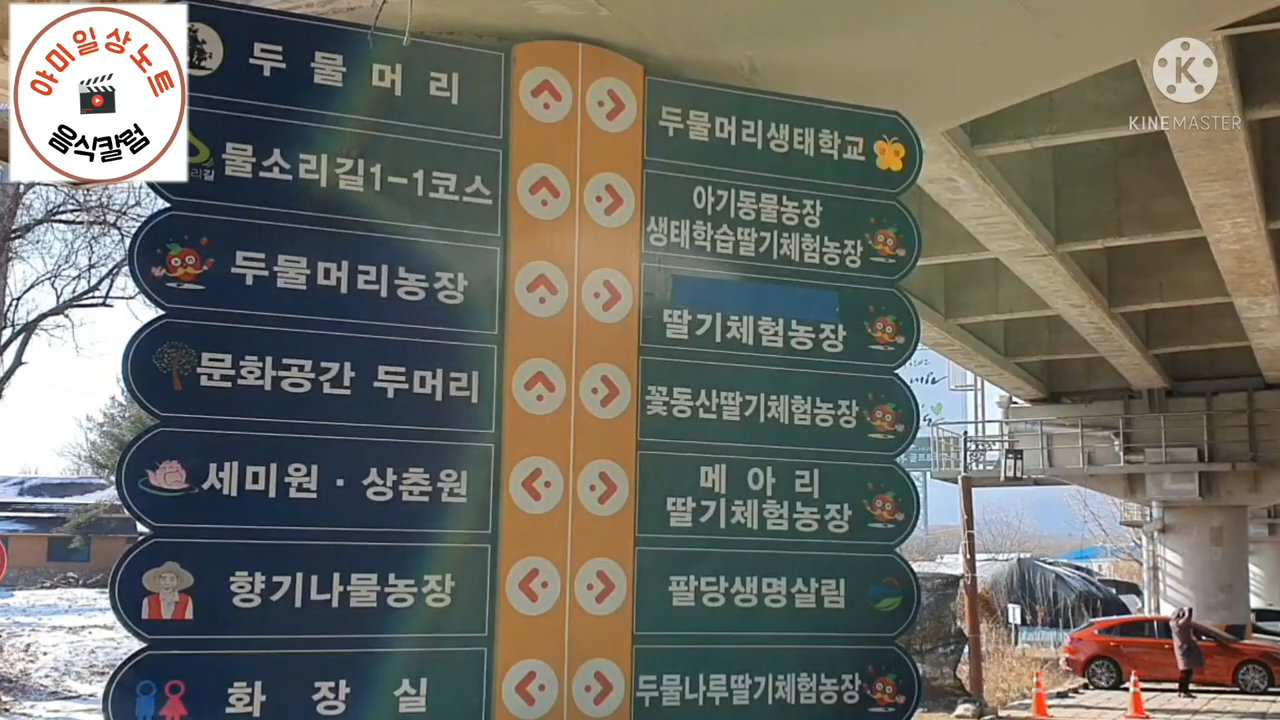 야미일상노트
음식칼럼
KINEMASTER
두물머리
리길
물소리길1-1코스
두물머리농장
문화공간 두머리
세미원 · 상춘원
향기나물농장
화장실
두물머리생태학교
아기동물농장
생태학습딸기체험농장
딸기체험농장
꽃동산딸기체험농장
메아리
딸기체험농장
팔당생명살림
두물나루딸기체험농장